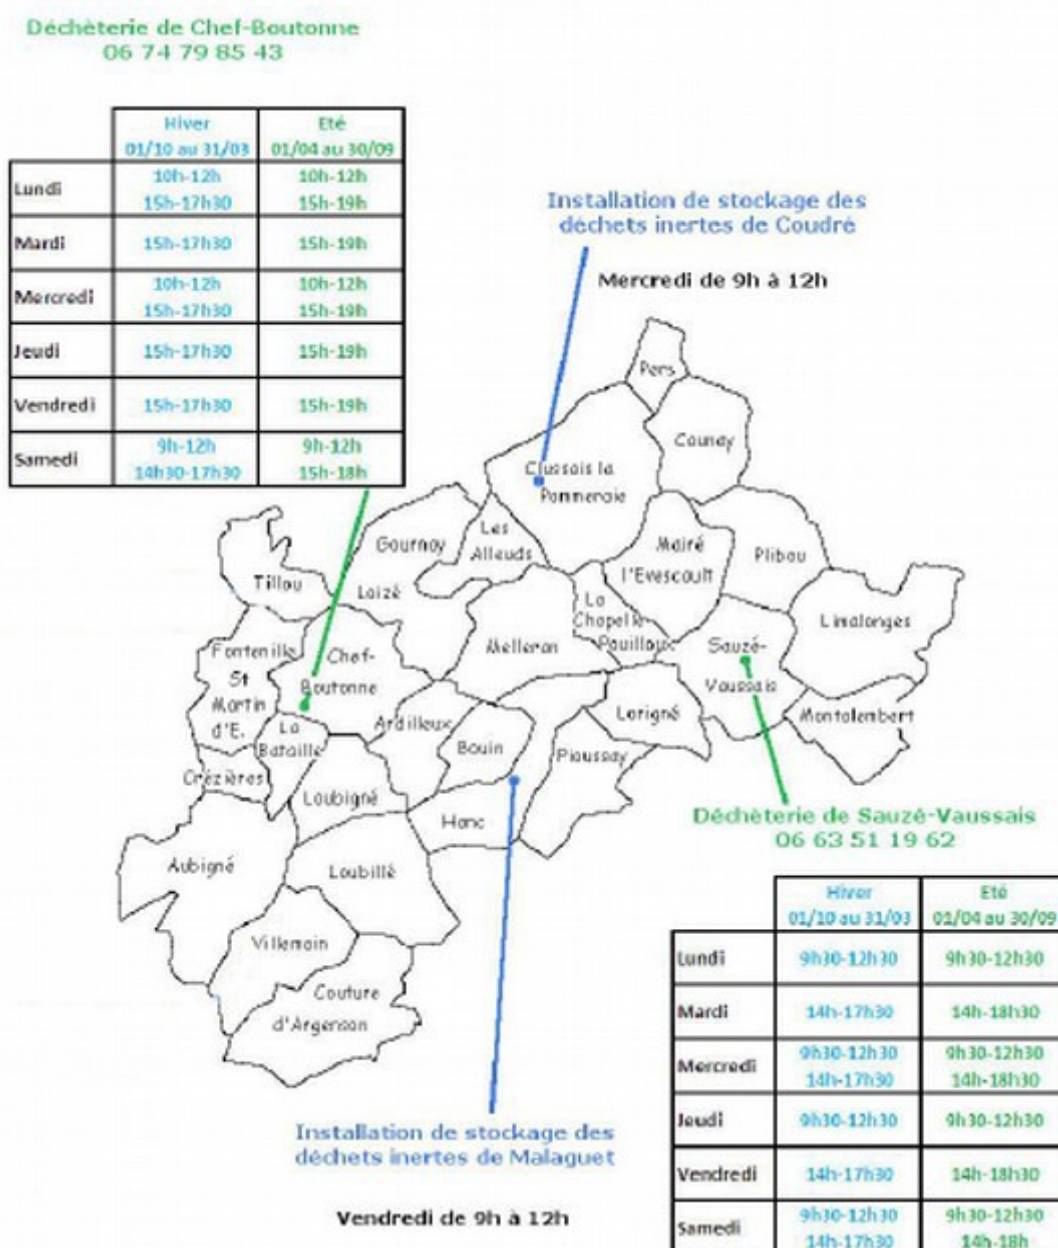 Déchèterie de Chef-Boutonne
06 74 79 85 43
Hiver
01/10 au 31/03
Eté
01/04 au 30/09
Lundi
10h-12h
15h-17h30
10h-12h
15h-19h
Mardi
15h-17h30
15h-19h
Mercredi
10h-12h
15h-17h30
10h-12h
15h-19h
Jeudi
15h-17h30
15h-19h
Vendredi
15h-17h30
15h-19h
Samedi
9h-12h
14h30-17h30
9h-12h
15h-18h
Installation de stockage des
déchets inertes de Coudré
Mercredi de 9h à 12h
Pers
Caunay
Clussais la
Pommeraie
Les
Alleuds
Gournay
Loizé
Tillou
Mairé
l'Evescault
Plibou
Limalonges
La
Chapelle
Pouilloux
Melleran
Sauzé-
Vaussais
Montalembert
Lorigné
Pioussay
Fontenille
St
Martin
d'E.
Chef-
Boutonne
Ardilleux
La
Bataille
Bouin
Crézières
Loubigné
Hanc
Aubigné
Loubillé
Villemain
Couture
d'Argenson
Déchèterie de Sauzé-Vaussais
06 63 51 19 62
Hiver
01/10 au 31/03
Eté
01/04 au 30/09
Lundi
9h30-12h30
9h30-12h30
Mardi
14h-17h30
14h-18h30
Mercredi
9h30-12h30
14h-17h30
9h30-12h30
14h-18h30
Jeudi
9h30-12h30
9h30-12h30
Vendredi
14h-17h30
14h-18h30
Samedi
9h30-12h30
14h-17h30
9h30-12h30
14h-18h
Installation de stockage des
déchets inertes de Malaguet
Vendredi de 9h à 12h